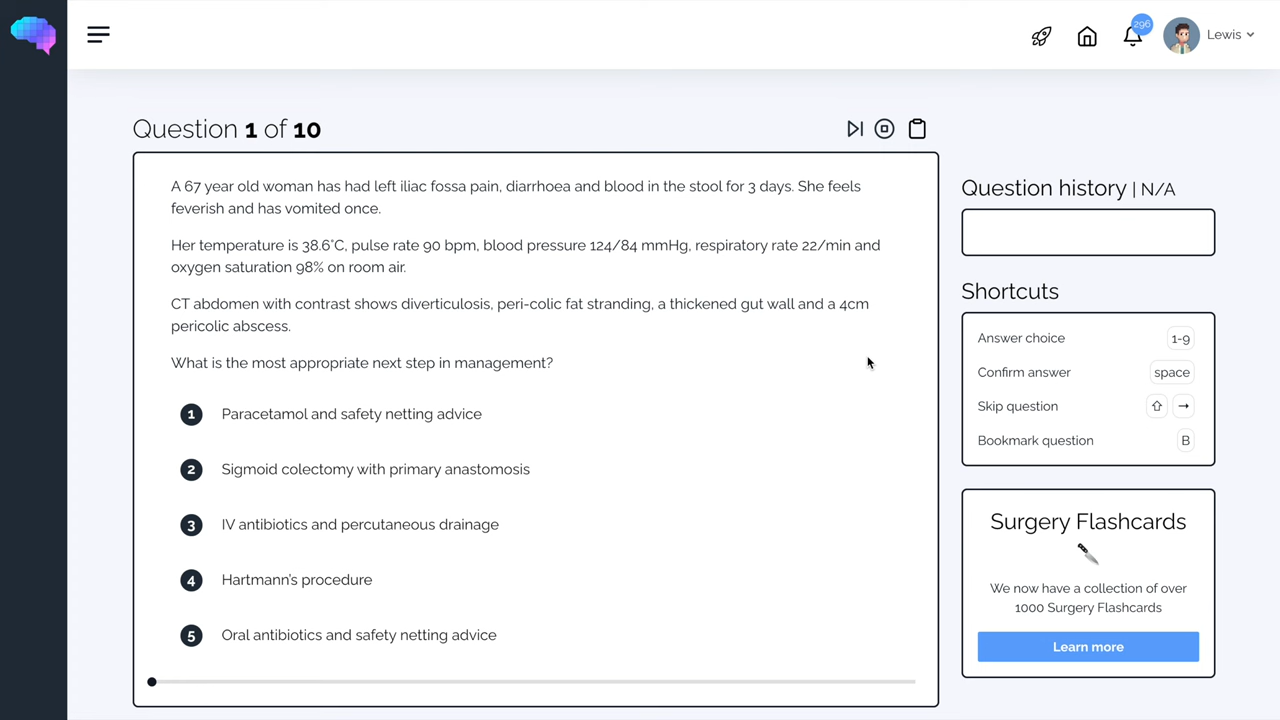 296
Lewis
Question 1 of 10
A 67 year old woman has had left iliac fossa pain, diarrhoea and blood in the stool for 3 days. She feels
feverish and has vomited once.
Her temperature is 38.6°C, pulse rate 90 bpm, blood pressure 124/84 mmHg, respiratory rate 22/min and
oxygen saturation 98% on room air.
CT abdomen with contrast shows diverticulosis, peri-colic fat stranding, a thickened gut wall and a 4cm
pericolic abscess.
What is the most appropriate next step in management?
1 Paracetamol and safety netting advice
2 Sigmoid colectomy with primary anastomosis
3 IV antibiotics and percutaneous drainage
4 Hartmann's procedure
5 Oral antibiotics and safety netting advice
Question history | N/A
Shortcuts
Answer choice 1-9
Confirm answer space
Skip question ⇧ →
Bookmark question B
Surgery Flashcards
We now have a collection of over
1000 Surgery Flashcards
Learn more